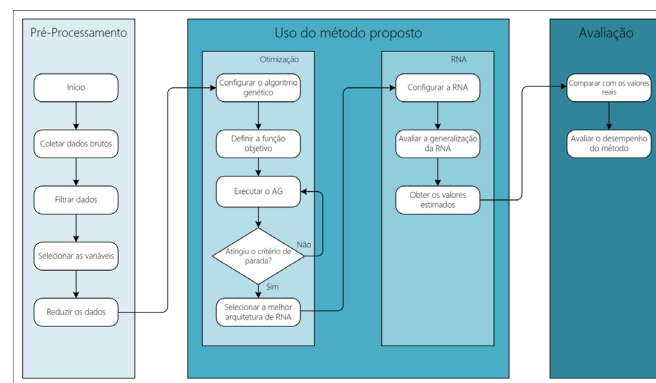 Pré-Processamento
Início
Coletar dados brutos
Filtrar dados
Selecionar as variáveis
Reduzir os dados
Uso do método proposto
Otimização
Configurar o algoritmo
genético
Definir a função
objetivo
Executar o AG
Atingiu o critério de
parada?
Não
Sim
Selecionar a melhor
arquitetura de RNA
RNA
Configurar a RNA
Avaliar a generalização
da RNA
Obter os valores
estimados
Avaliação
Comparar com os valores
reais
Avaliar o desempenho
do método